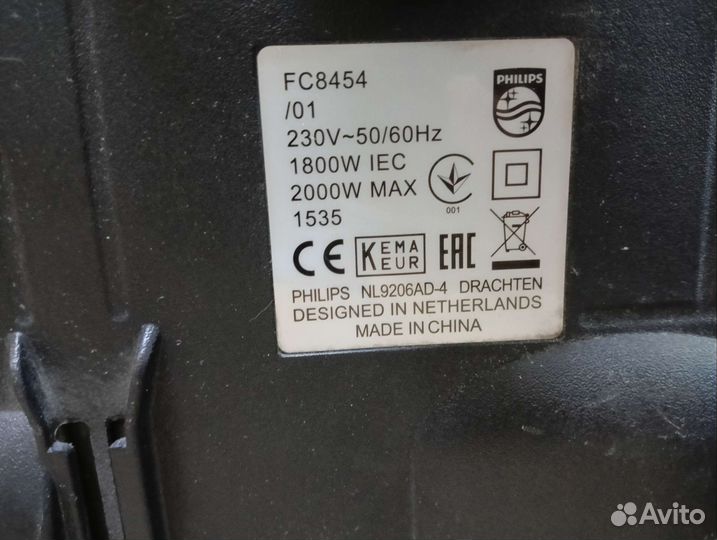 FC8454
/01
230V~50/60Hz
1800W IEC
2000W MAX
1535
PHILIPS
001
CE KEMA KEUR EAC
PHILIPS NL9206AD-4 DRACHTEN
DESIGNED IN NETHERLANDS
MADE IN CHINA
Avito